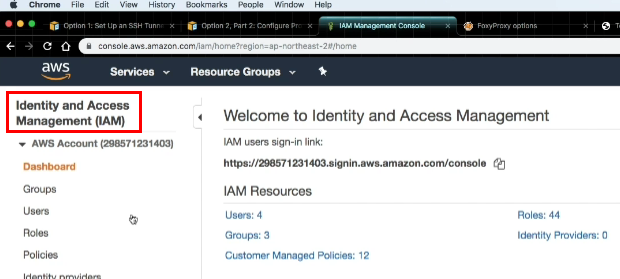 Chrome File Edit View History Bookmarks People Window Help
Option 1: Set Up an SSH Tunne
Option 2, Part 2: Configure Pro
IAM Management Console
FoxyProxy options
console.aws.amazon.com/iam/home?region=ap-northeast-2#/home
aws Services Resource Groups
Identity and Access
Management (IAM)
AWS Account (298571231403)
Dashboard
Groups
Users
Roles
Policies
Identity providers
Welcome to Identity and Access Management
IAM users sign-in link:
https://298571231403.signin.aws.amazon.com/console
IAM Resources
Users: 4
Roles: 44
Groups: 3
Identity Providers: 0
Customer Managed Policies: 12